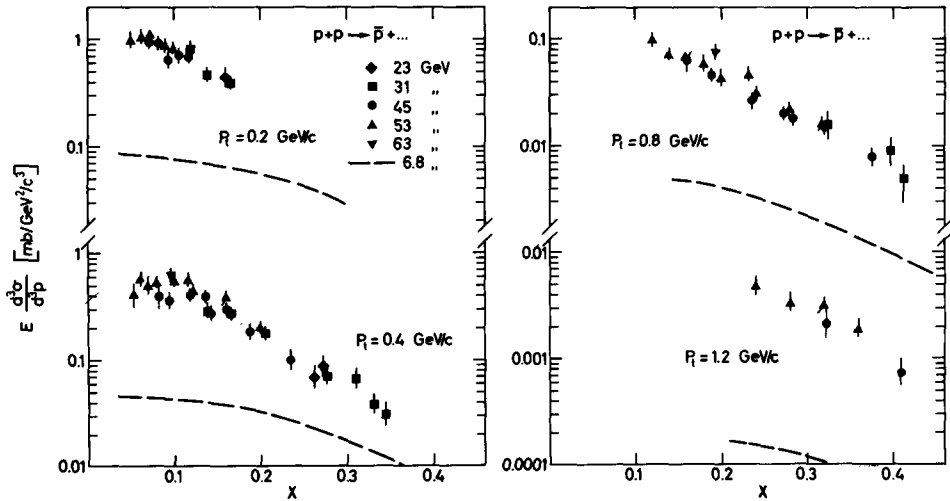 E d³σ/d³p [mb/GeV²/c³]
p+p → p̄+...
23 GeV
31 „
45 „
53 „
63 „
6.8 „
Pₜ = 0.2 GeV/c
1
0.1
0.01
Pₜ = 0.4 GeV/c
1
0.1
0.01
0.1 0.2 0.3 0.4
X
p+p → p̄+...
Pₜ = 0.8 GeV/c
0.1
0.01
Pₜ = 1.2 GeV/c
0.01
0.001
0.0001
0.1 0.2 0.3 0.4
X